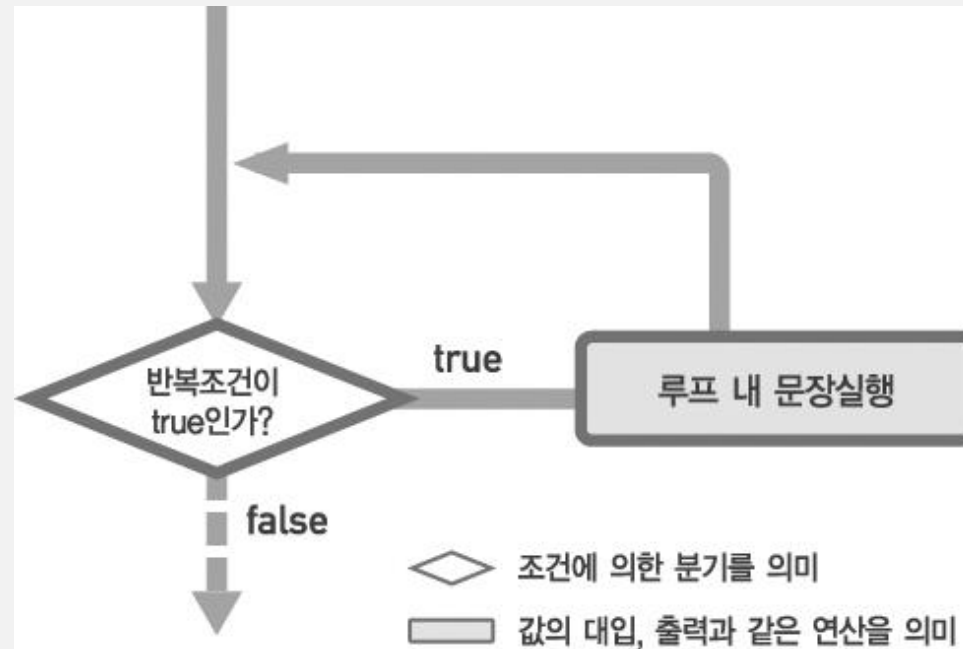 반복조건이
true인가?
true
루프 내 문장실행
false
조건에 의한 분기를 의미
값의 대입, 출력과 같은 연산을 의미